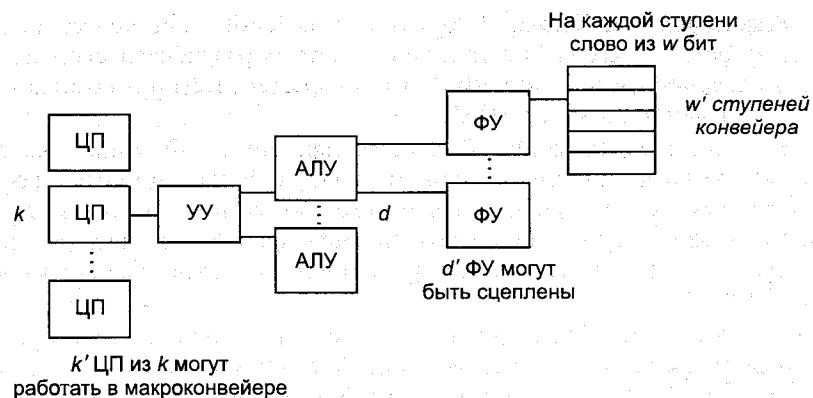 На каждой ступени
слово из w бит
w' ступеней
конвейера
ФУ
ЦП
АЛУ
k
ЦП
УУ
d
ФУ
АЛУ
d' ФУ могут
быть сцеплены
ЦП
k' ЦП из k могут
работать в макроконвейере